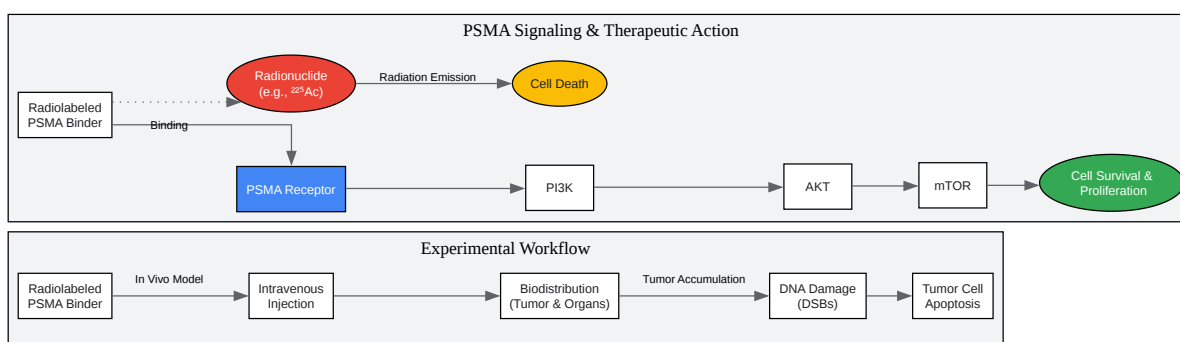 PSMA Signaling & Therapeutic Action
Radionuclide
(e.g., ²²⁵Ac)
Radiation Emission
Cell Death
Radiolabeled
PSMA Binder
Binding
PSMA Receptor
PI3K
AKT
mTOR
Cell Survival &
Proliferation
Experimental Workflow
Radiolabeled
PSMA Binder
In Vivo Model
Intravenous
Injection
Biodistribution
(Tumor & Organs)
Tumor Accumulation
DNA Damage
(DSBs)
Tumor Cell
Apoptosis